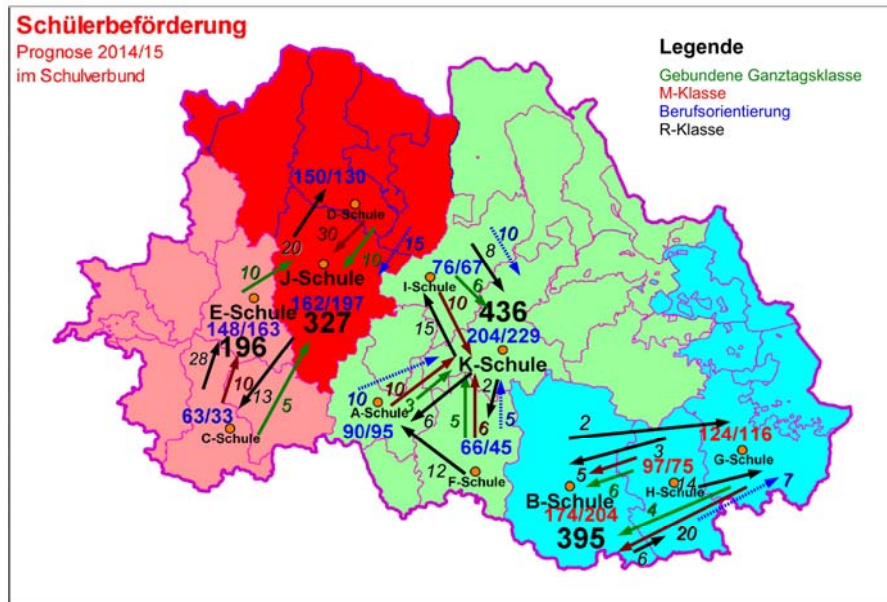 Schülerbeförderung
Prognose 2014/15
im Schulverbund
Legende
Gebundene Ganztagsklasse
M-Klasse
Berufsorientierung
R-Klasse
150/130
D-Schule
20
30
10
15
10
8
10
J-Schule
76/67
I-Schule
6
E-Schule
162/197
10
436
148/163
327
15
204/229
196
28
K-Schule
10
13
10
10
3
2
63/33
5
A-Schule
6
5
6
5
2
C-Schule
90/95
66/45
124/116
3
12
F-Schule
5
97/75
G-Schule
B-Schule
6
H-Schule
14
7
174/204
4
395
20
6